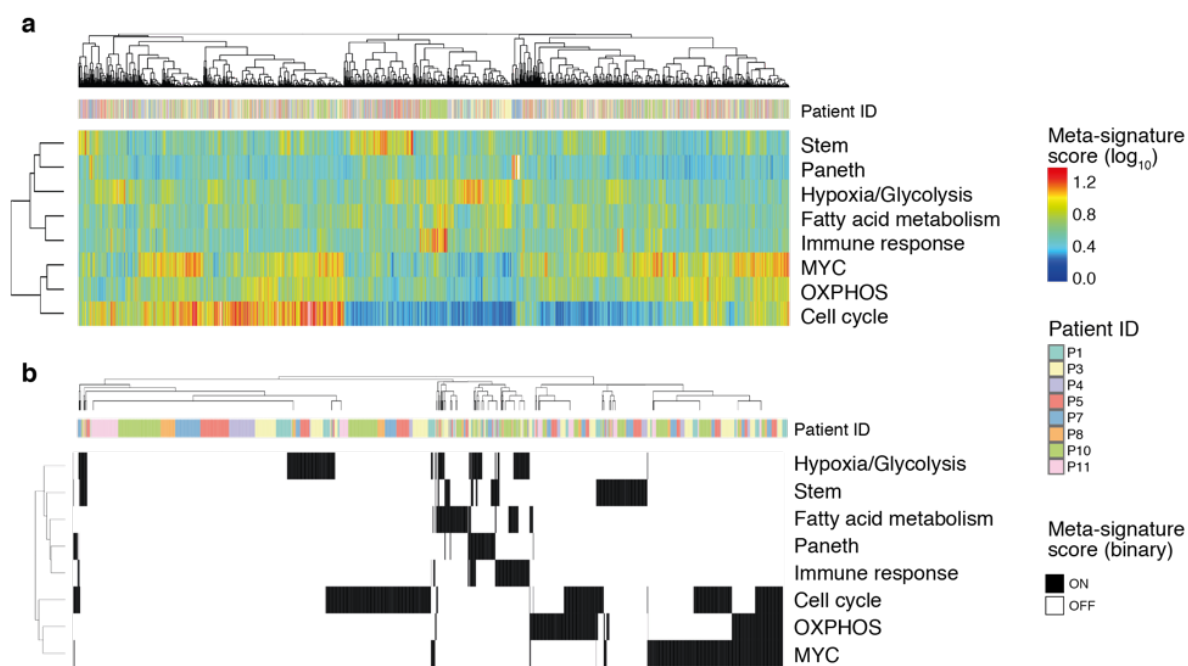 a
Patient ID
Stem
Paneth
Hypoxia/Glycolysis
Fatty acid metabolism
Immune response
MYC
OXPHOS
Cell cycle
Meta-signature
score (log10)
1.2
0.8
0.4
0.0
Patient ID
P1
P3
P4
P5
P7
P8
P10
P11
b
Patient ID
Hypoxia/Glycolysis
Stem
Fatty acid metabolism
Paneth
Immune response
Cell cycle
OXPHOS
MYC
Meta-signature
score (binary)
ON
OFF